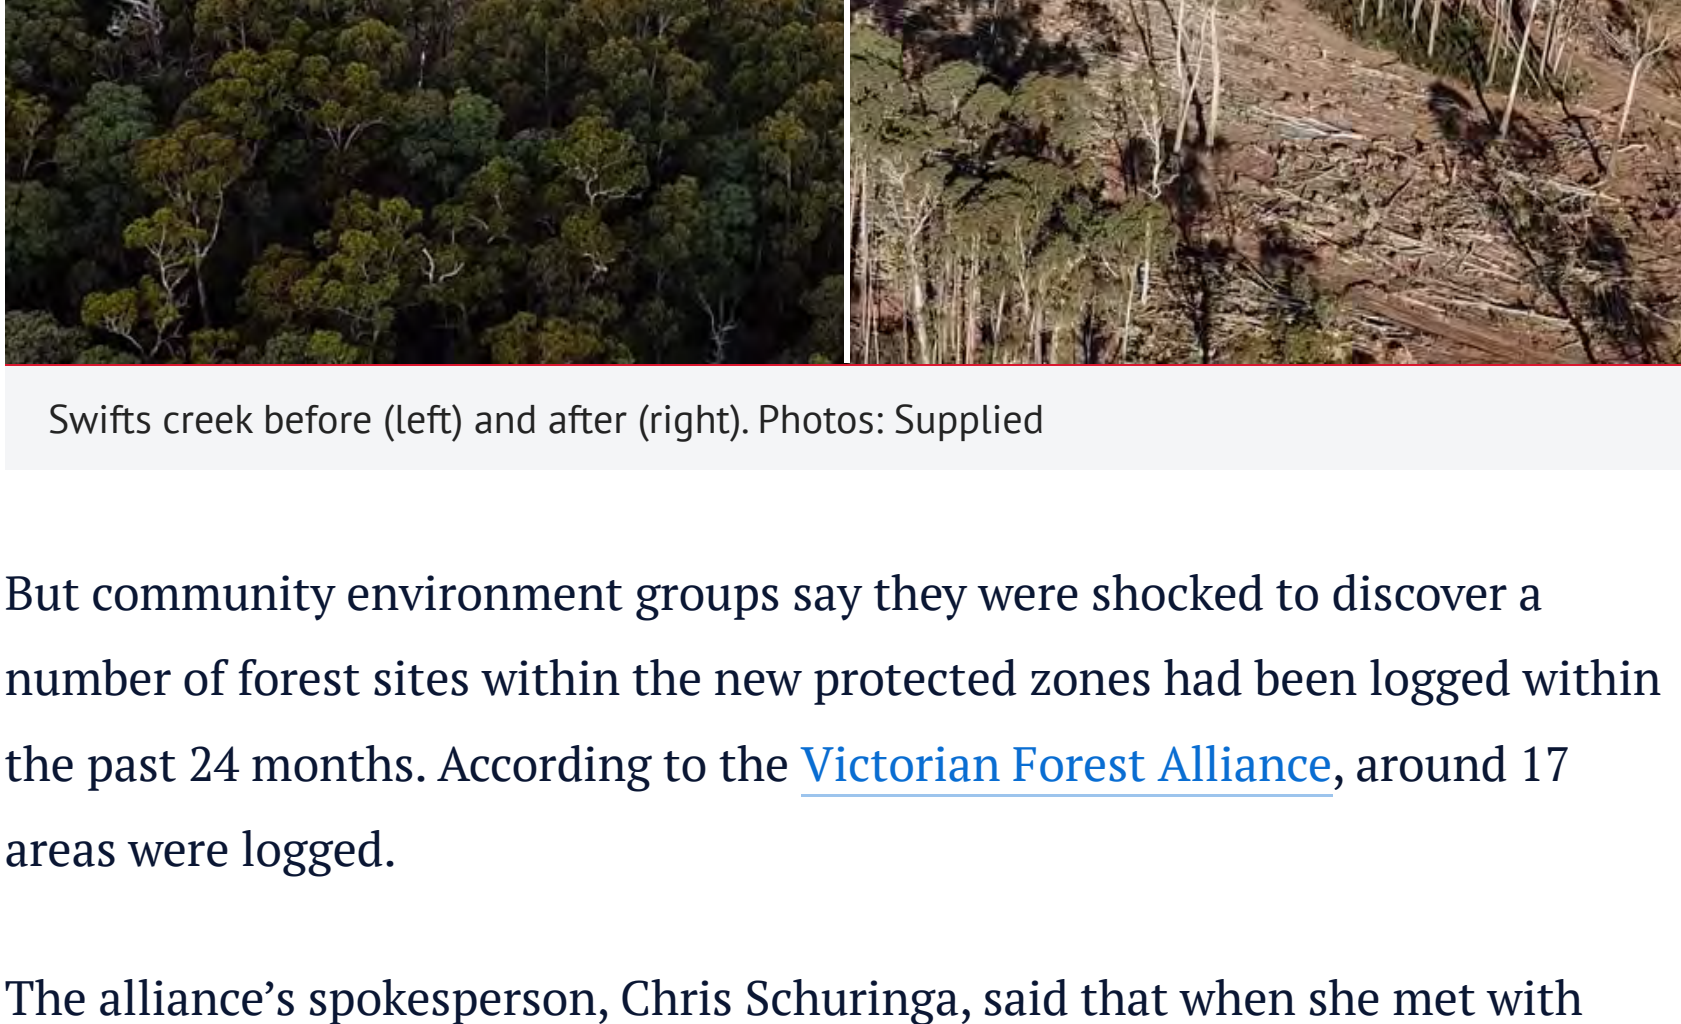 Swifts creek before (left) and after (right). Photos: Supplied
But community environment groups say they were shocked to discover a
number of forest sites within the new protected zones had been logged within
the past 24 months. According to the Victorian Forest Alliance, around 17
areas were logged.
The alliance’s spokesperson, Chris Schuringa, said that when she met with